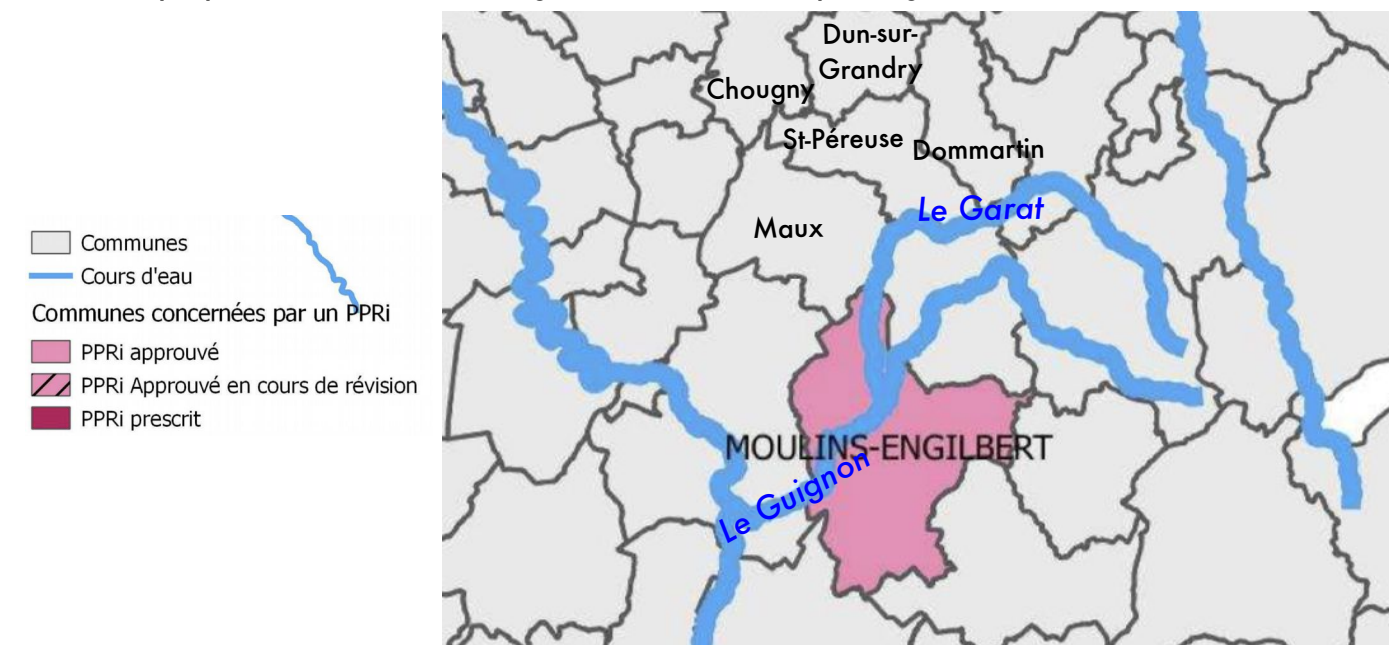 Communes
Cours d'eau
Communes concernées par un PPRi
PPRi approuvé
PPRi Approuvé en cours de révision
PPRi prescrit
Dun-sur-
Grandry
Chougny
St-Péreuse
Dommartin
Le Garat
Maux
MOULINS-ENGILBERT
Le Guignon